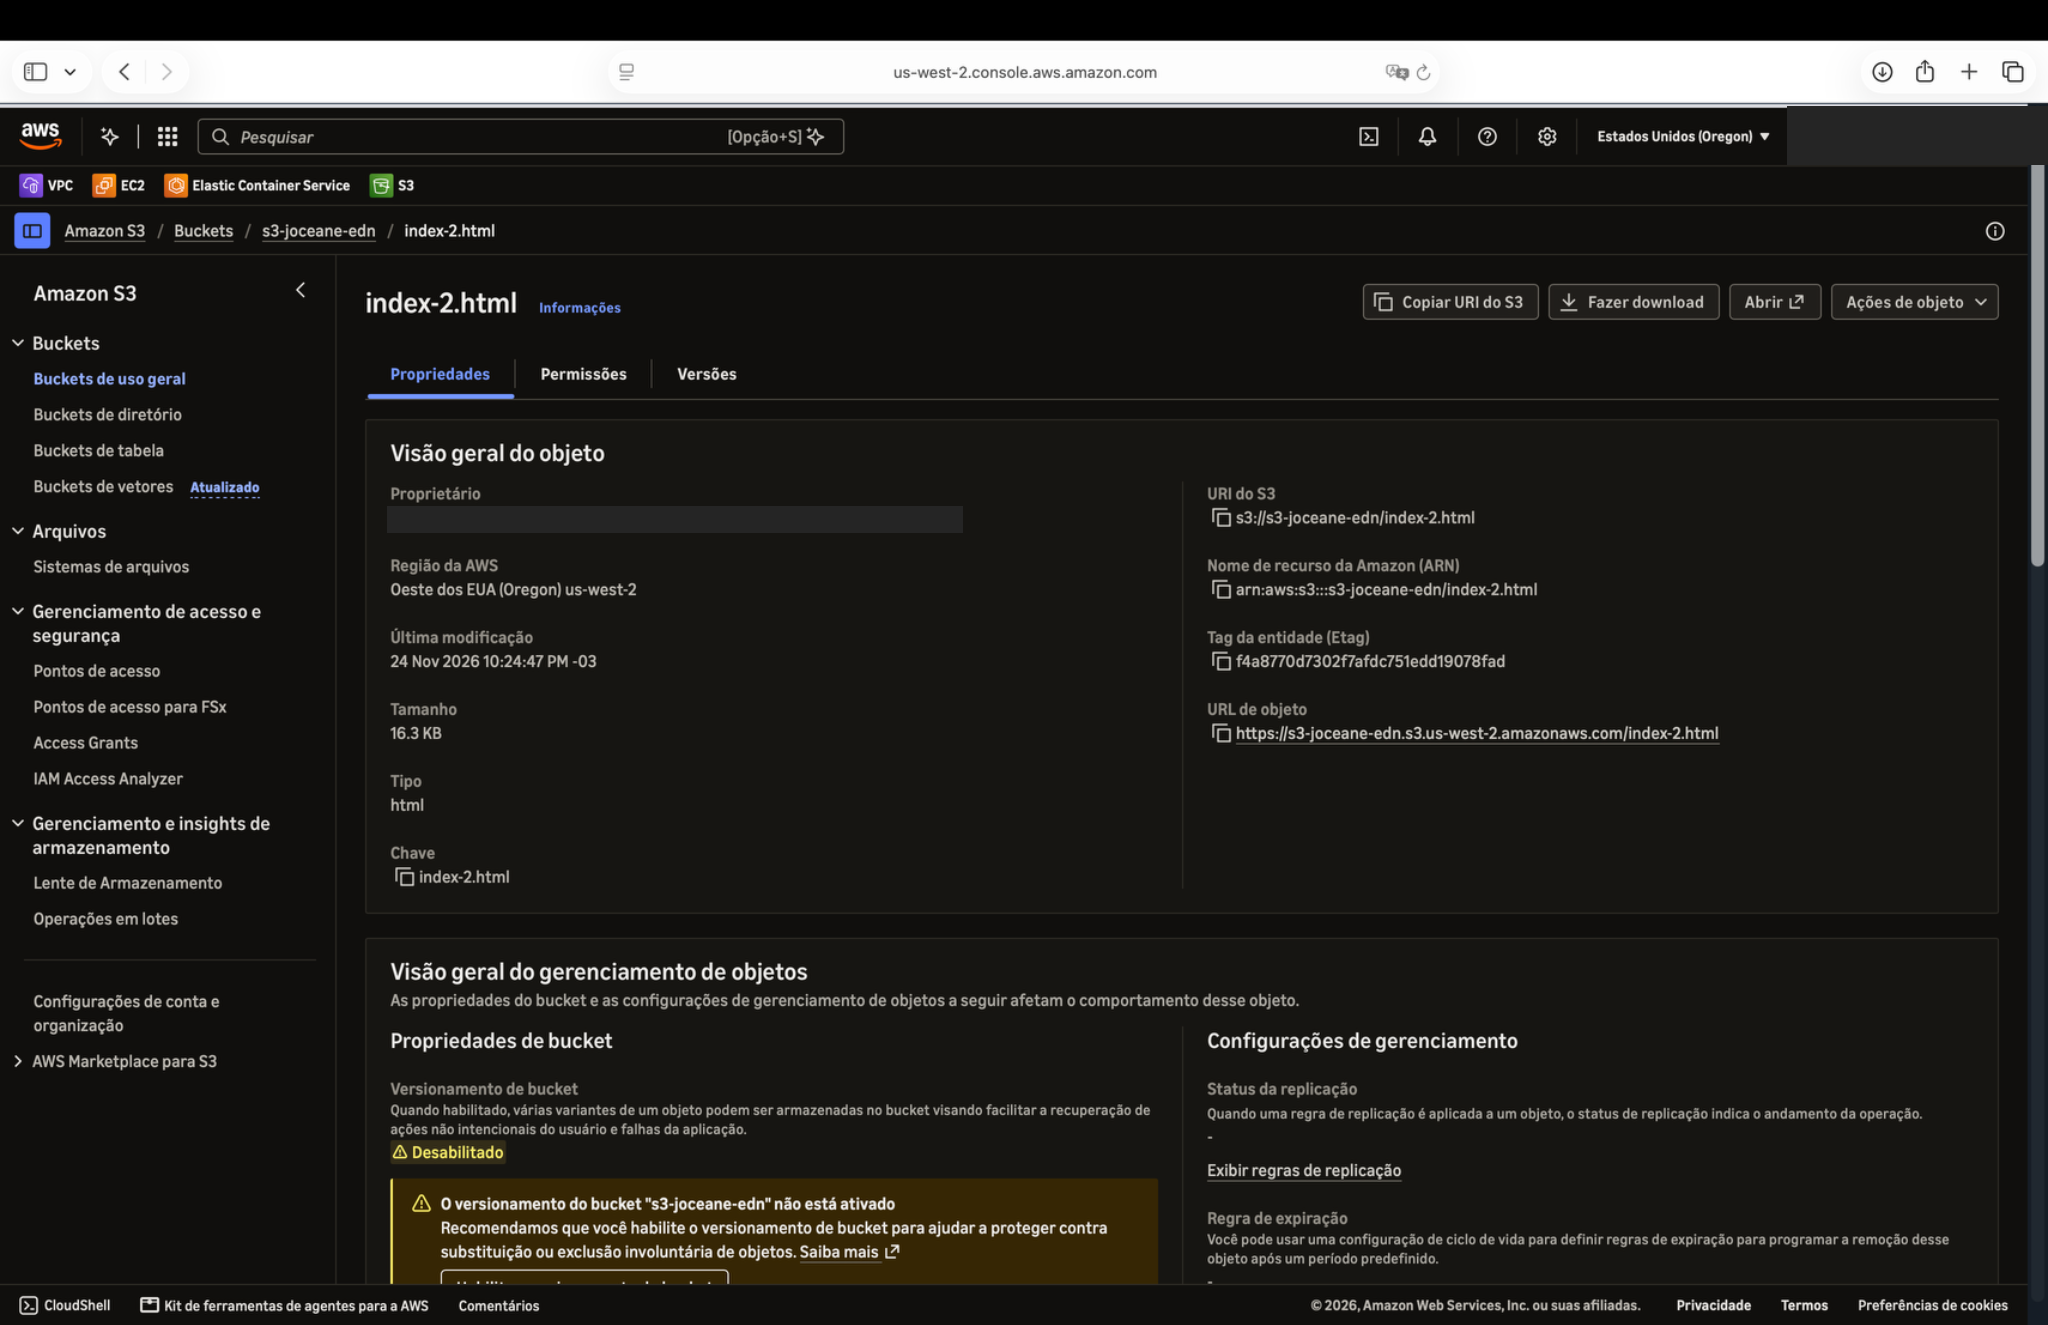 us-west-2.console.aws.amazon.com
aws
Pesquisar
[Opção+S]
Estados Unidos (Oregon)
VPC
EC2
Elastic Container Service
S3
Amazon S3 / Buckets / s3-joceane-edn / index-2.html
Amazon S3
Buckets
Buckets de uso geral
Buckets de diretório
Buckets de tabela
Buckets de vetores Atualizado
Arquivos
Sistemas de arquivos
Gerenciamento de acesso e
segurança
Pontos de acesso
Pontos de acesso para FSx
Access Grants
IAM Access Analyzer
Gerenciamento e insights de
armazenamento
Lente de Armazenamento
Operações em lotes
Configurações de conta e
organização
AWS Marketplace para S3
index-2.html Informações
Copiar URI do S3
Fazer download
Abrir
Ações de objeto
Propriedades
Permissões
Versões
Visão geral do objeto
Proprietário
Região da AWS
Oeste dos EUA (Oregon) us-west-2
Última modificação
24 Nov 2026 10:24:47 PM -03
Tamanho
16.3 KB
Tipo
html
Chave
index-2.html
URI do S3
s3://s3-joceane-edn/index-2.html
Nome de recurso da Amazon (ARN)
arn:aws:s3:::s3-joceane-edn/index-2.html
Tag da entidade (Etag)
f4a8770d7302f7afdc751edd19078fad
URL de objeto
https://s3-joceane-edn.s3.us-west-2.amazonaws.com/index-2.html
Visão geral do gerenciamento de objetos
As propriedades do bucket e as configurações de gerenciamento de objetos a seguir afetam o comportamento desse objeto.
Propriedades de bucket
Versionamento de bucket
Quando habilitado, várias variantes de um objeto podem ser armazenadas no bucket visando facilitar a recuperação de
ações não intencionais do usuário e falhas da aplicação.
Desabilitado
O versionamento do bucket "s3-joceane-edn" não está ativado
Recomendamos que você habilite o versionamento de bucket para ajudar a proteger contra
substituição ou exclusão involuntária de objetos. Saiba mais
Configurações de gerenciamento
Status da replicação
Quando uma regra de replicação é aplicada a um objeto, o status de replicação indica o andamento da operação.
-
Exibir regras de replicação
Regra de expiração
Você pode usar uma configuração de ciclo de vida para definir regras de expiração para programar a remoção desse
objeto após um período predefinido.
-
CloudShell
Kit de ferramentas de agentes para a AWS
Comentários
© 2026, Amazon Web Services, Inc. ou suas afiliadas.
Privacidade
Termos
Preferências de cookies